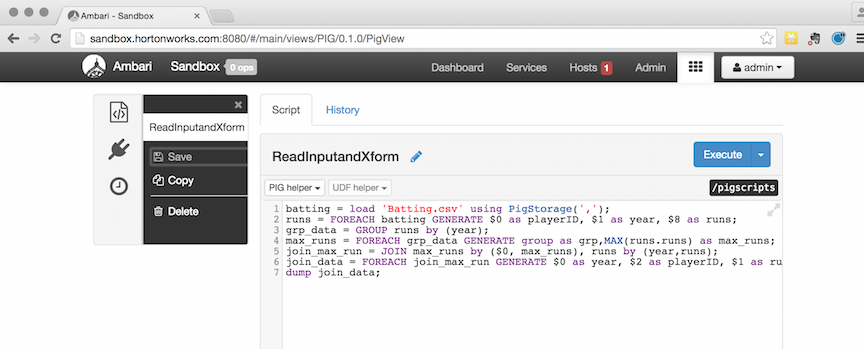 Ambari - Sandbox
sandbox.hortonworks.com:8080/#/main/views/PIG/0.1.0/PigView
Ambari Sandbox 0 ops Dashboard Services Hosts 1 Admin admin
ReadInputandXform
Save
Copy
Delete
Script History
ReadInputandXform Execute
PIG helper UDF helper /pigscripts
1 batting = load 'Batting.csv' using PigStorage(',');
2 runs = FOREACH batting GENERATE $0 as playerID, $1 as year, $8 as runs;
3 grp_data = GROUP runs by (year);
4 max_runs = FOREACH grp_data GENERATE group as grp,MAX(runs.runs) as max_runs;
5 join_max_run = JOIN max_runs by ($0, max_runs), runs by (year,runs);
6 join_data = FOREACH join_max_run GENERATE $0 as year, $2 as playerID, $1 as ru
7 dump join_data;